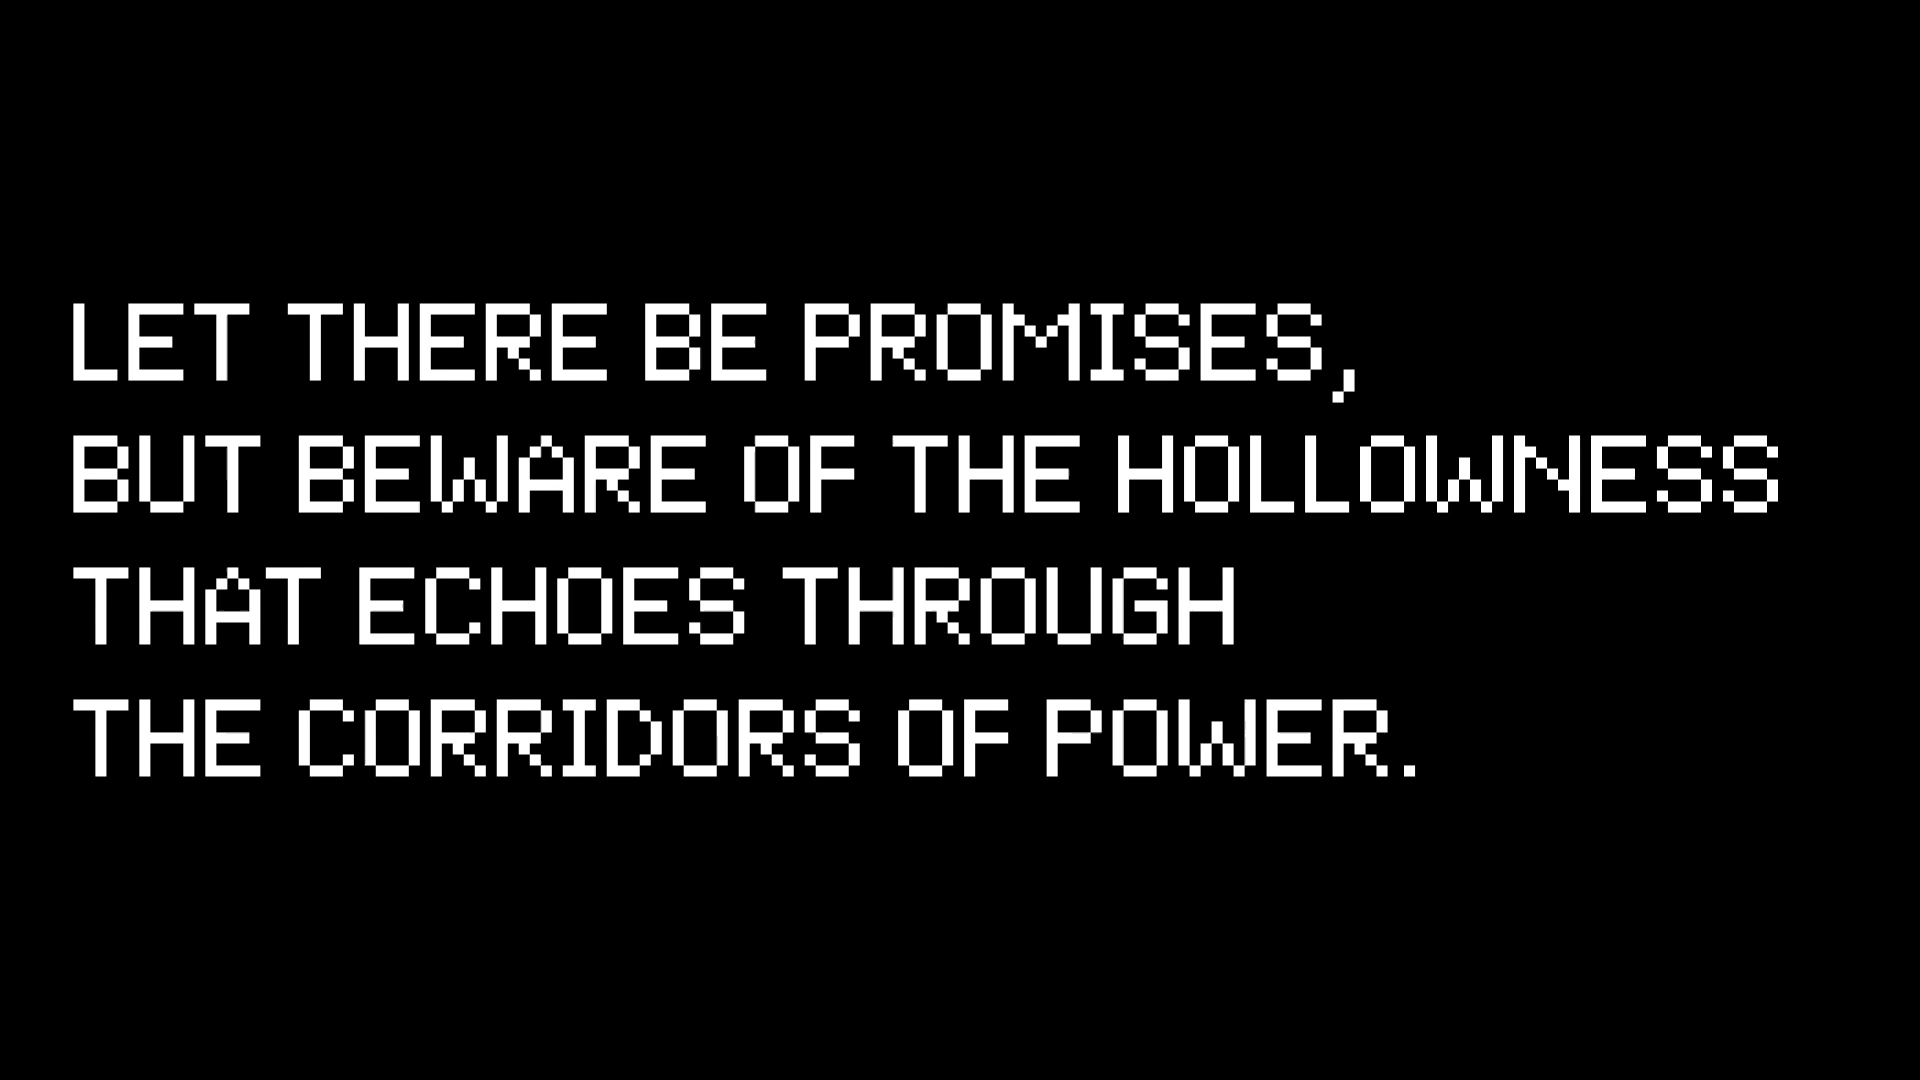 LET THERE BE PROMISES,
BUT BEWARE OF THE HOLLOWNESS
THAT ECHOES THROUGH
THE CORRIDORS OF POWER.